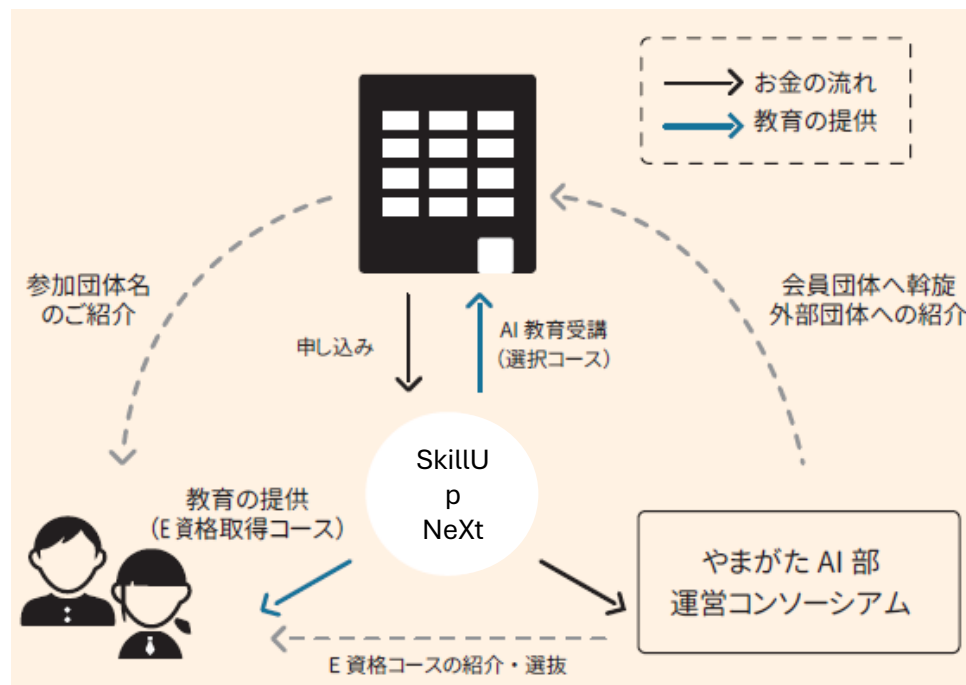 お金の流れ
教育の提供
参加団体名
のご紹介
会員団体へ斡旋
外部団体への紹介
申し込み
AI 教育受講
（選択コース）
SkillU
p
NeXt
教育の提供
（E 資格取得コース）
やまがた AI 部
運営コンソーシアム
E 資格コースの紹介・選抜